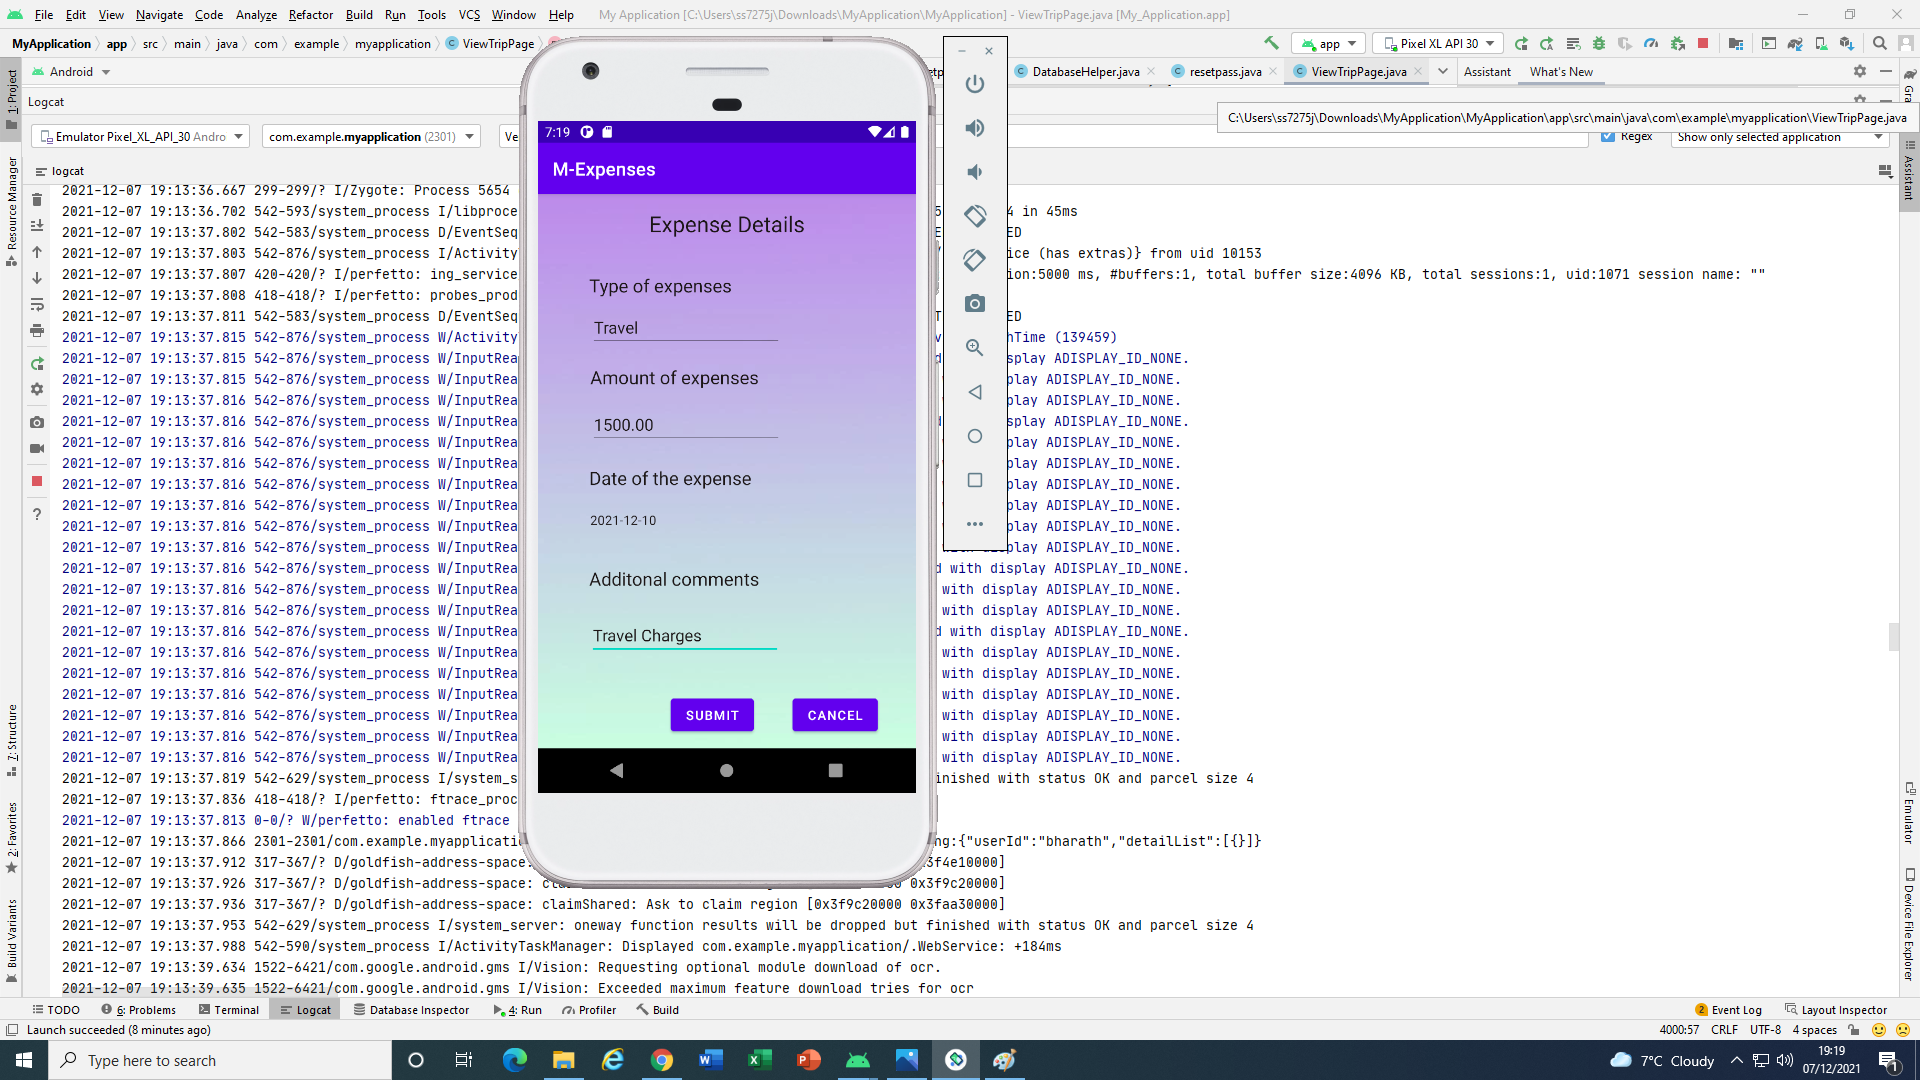 File Edit View Navigate Code Analyze Refactor Build Run Tools VCS Window Help My Application [C:\Users\ss7275j\Downloads\MyApplication\MyApplication] - ViewTripPage.java [My_Application.app]
MyApplication app src main java com example myapplication ViewTripPage app Pixel XL API 30
Android DatabaseHelper.java resetpass.java ViewTripPage.java Assistant What's New
Logcat
C:\Users\ss7275j\Downloads\MyApplication\MyApplication\app\src\main\java\com\example\myapplication\ViewTripPage.java
Emulator Pixel_XL_API_30 Andro com.example.myapplication (2301) Ve Regex Show only selected application
logcat
2021-12-07 19:13:36.667 299-299/? I/Zygote: Process 5654
2021-12-07 19:13:36.702 542-593/system_process I/libproce 4 in 45ms
2021-12-07 19:13:37.802 542-583/system_process D/EventSeq ED
2021-12-07 19:13:37.803 542-876/system_process I/Activity ice (has extras)} from uid 10153
2021-12-07 19:13:37.807 420-420/? I/perfetto: ing_service ion:5000 ms, #buffers:1, total buffer size:4096 KB, total sessions:1, uid:1071 session name: ""
2021-12-07 19:13:37.808 418-418/? I/perfetto: probes_prod
2021-12-07 19:13:37.811 542-583/system_process D/EventSeq ED
2021-12-07 19:13:37.815 542-876/system_process W/Activity hTime (139459)
2021-12-07 19:13:37.815 542-876/system_process W/InputRea play ADISPLAY_ID_NONE.
2021-12-07 19:13:37.815 542-876/system_process W/InputRea play ADISPLAY_ID_NONE.
2021-12-07 19:13:37.816 542-876/system_process W/InputRea play ADISPLAY_ID_NONE.
2021-12-07 19:13:37.816 542-876/system_process W/InputRea play ADISPLAY_ID_NONE.
2021-12-07 19:13:37.816 542-876/system_process W/InputRea play ADISPLAY_ID_NONE.
2021-12-07 19:13:37.816 542-876/system_process W/InputRea play ADISPLAY_ID_NONE.
2021-12-07 19:13:37.816 542-876/system_process W/InputRea play ADISPLAY_ID_NONE.
2021-12-07 19:13:37.816 542-876/system_process W/InputRea play ADISPLAY_ID_NONE.
2021-12-07 19:13:37.816 542-876/system_process W/InputRea play ADISPLAY_ID_NONE.
2021-12-07 19:13:37.816 542-876/system_process W/InputRea play ADISPLAY_ID_NONE.
2021-12-07 19:13:37.816 542-876/system_process W/InputRea d with display ADISPLAY_ID_NONE.
2021-12-07 19:13:37.816 542-876/system_process W/InputRea with display ADISPLAY_ID_NONE.
2021-12-07 19:13:37.816 542-876/system_process W/InputRea with display ADISPLAY_ID_NONE.
2021-12-07 19:13:37.816 542-876/system_process W/InputRea d with display ADISPLAY_ID_NONE.
2021-12-07 19:13:37.816 542-876/system_process W/InputRea with display ADISPLAY_ID_NONE.
2021-12-07 19:13:37.816 542-876/system_process W/InputRea with display ADISPLAY_ID_NONE.
2021-12-07 19:13:37.816 542-876/system_process W/InputRea with display ADISPLAY_ID_NONE.
2021-12-07 19:13:37.816 542-876/system_process W/InputRea with display ADISPLAY_ID_NONE.
2021-12-07 19:13:37.816 542-876/system_process W/InputRea with display ADISPLAY_ID_NONE.
2021-12-07 19:13:37.816 542-876/system_process W/InputRea with display ADISPLAY_ID_NONE.
2021-12-07 19:13:37.819 542-629/system_process I/system_s inished with status OK and parcel size 4
2021-12-07 19:13:37.836 418-418/? I/perfetto: ftrace_proc
2021-12-07 19:13:37.813 0-0/? W/perfetto: enabled ftrace
2021-12-07 19:13:37.866 2301-2301/com.example.myapplicati ng:{"userId":"bharath","detailList":[{}]}
2021-12-07 19:13:37.912 317-367/? D/goldfish-address-space: 3f4e10000]
2021-12-07 19:13:37.926 317-367/? D/goldfish-address-space: cla 00 0x3f9c20000]
2021-12-07 19:13:37.936 317-367/? D/goldfish-address-space: claimShared: Ask to claim region [0x3f9c20000 0x3faa30000]
2021-12-07 19:13:37.953 542-629/system_process I/system_server: oneway function results will be dropped but finished with status OK and parcel size 4
2021-12-07 19:13:37.988 542-590/system_process I/ActivityTaskManager: Displayed com.example.myapplication/.WebService: +184ms
2021-12-07 19:13:39.634 1522-6421/com.google.android.gms I/Vision: Requesting optional module download of ocr.
2021-12-07 19:13:39.635 1522-6421/com.google.android.gms I/Vision: Exceeded maximum feature download tries for ocr
7:19
M-Expenses
Expense Details
Type of expenses
Travel
Amount of expenses
1500.00
Date of the expense
2021-12-10
Additonal comments
Travel Charges
SUBMIT CANCEL
1: Project
Resource Manager
7: Structure
2: Favorites
Build Variants
Gra
Assistant
Emulator
Device File Explorer
TODO 6: Problems Terminal Logcat Database Inspector 4: Run Profiler Build 2 Event Log Layout Inspector
Launch succeeded (8 minutes ago) 4000:57 CRLF UTF-8 4 spaces
Type here to search 7°C Cloudy 19:19
07/12/2021 1